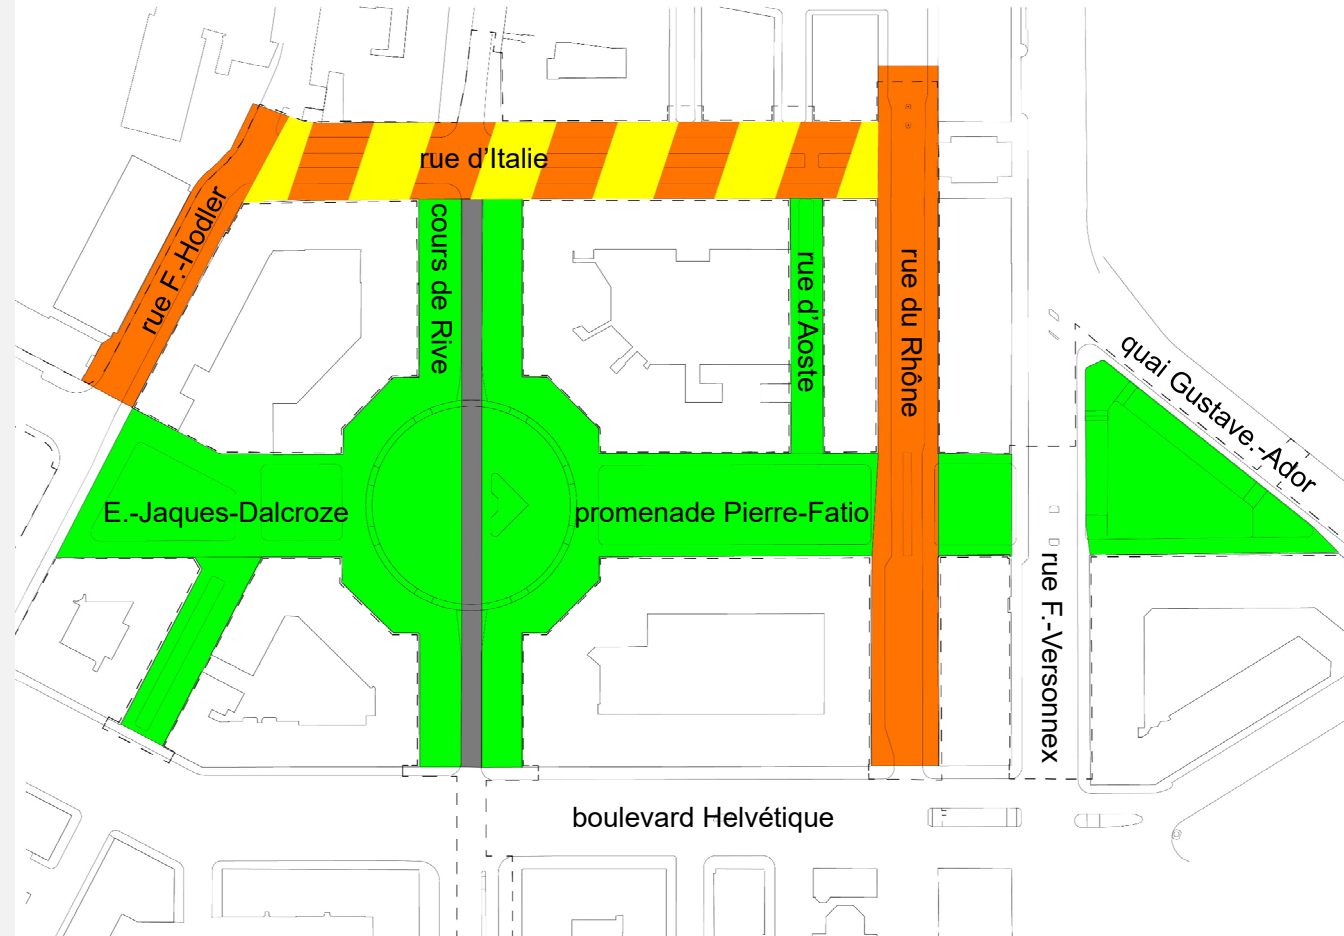 rue d'Italie
rue F.-Hodler
cours de Rive
rue d'Aoste
rue du Rhône
quai Gustave.-Ador
E.-Jaques-Dalcroze
promenade Pierre-Fatio
rue F.-Versonnex
boulevard Helvétique